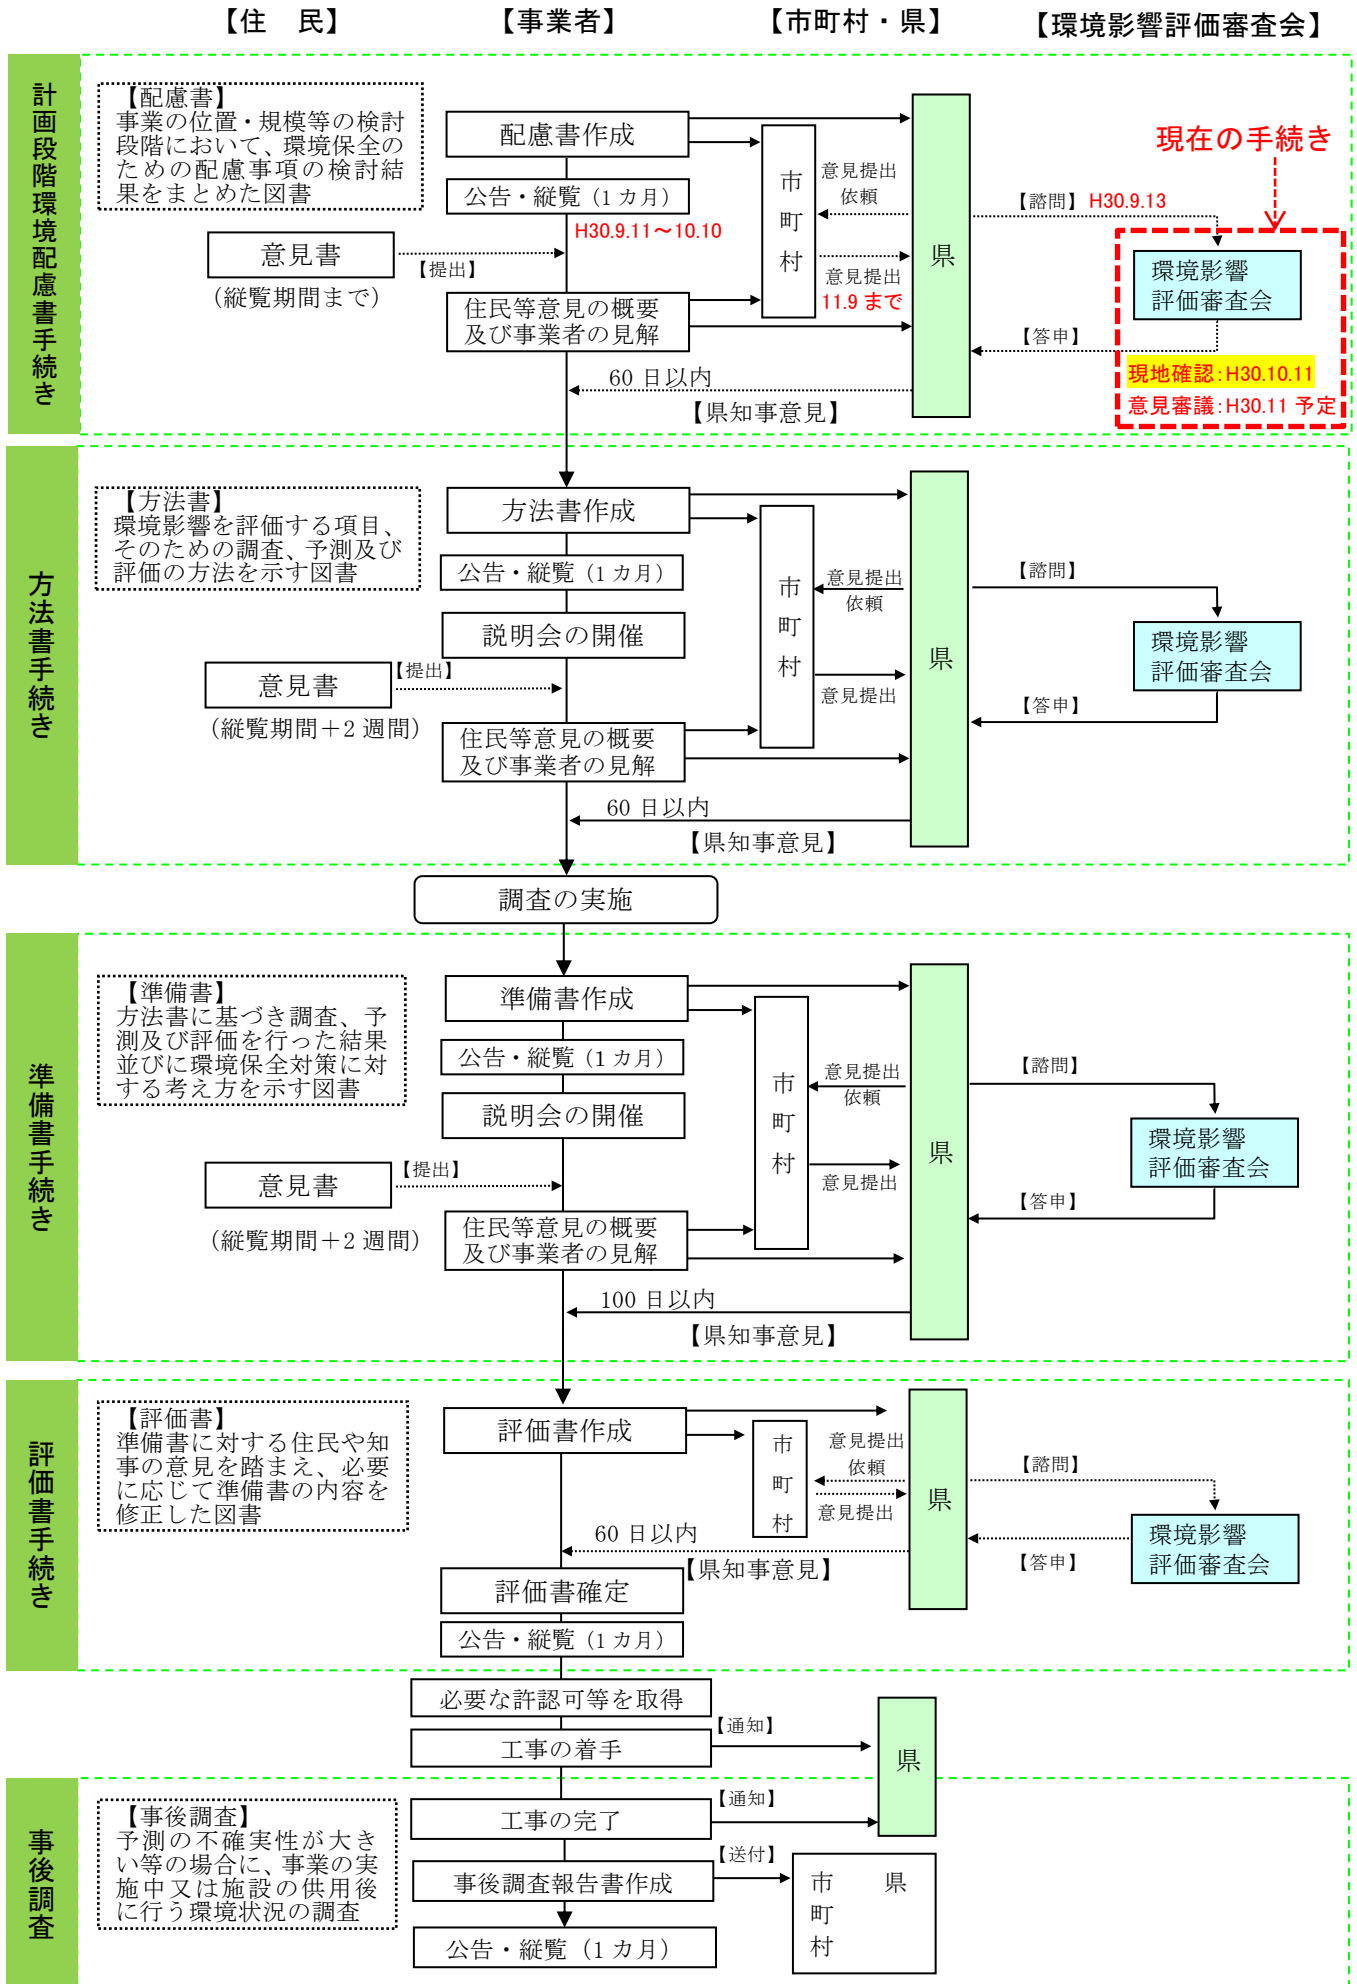 【住　民】
【事業者】
【市町村・県】
【環境影響評価審査会】
計画段階環境配慮書手続き
【配慮書】
事業の位置・規模等の検討
段階において、環境保全の
ための配慮事項の検討結
果をまとめた図書
配慮書作成
公告・縦覧（1カ月）
H30.9.11～10.10
意見書
【提出】
（縦覧期間まで）
住民等意見の概要
及び事業者の見解
市町村
意見提出
依頼
意見提出
11.9まで
県
現在の手続き
【諮問】H30.9.13
環境影響
評価審査会
【答申】
現地確認：H30.10.11
意見審議：H30.11予定
60日以内
【県知事意見】
方法書手続き
【方法書】
環境影響を評価する項目、
そのための調査、予測及び
評価の方法を示す図書
方法書作成
公告・縦覧（1カ月）
説明会の開催
意見書
【提出】
（縦覧期間＋2週間）
住民等意見の概要
及び事業者の見解
市町村
意見提出
依頼
意見提出
県
【諮問】
環境影響
評価審査会
【答申】
60日以内
【県知事意見】
調査の実施
準備書手続き
【準備書】
方法書に基づき調査、予
測及び評価を行った結果
並びに環境保全対策に対
する考え方を示す図書
準備書作成
公告・縦覧（1カ月）
説明会の開催
意見書
【提出】
（縦覧期間＋2週間）
住民等意見の概要
及び事業者の見解
市町村
意見提出
依頼
意見提出
県
【諮問】
環境影響
評価審査会
【答申】
100日以内
【県知事意見】
評価書手続き
【評価書】
準備書に対する住民や知
事の意見を踏まえ、必要
に応じて準備書の内容を
修正した図書
評価書作成
市町村
意見提出
依頼
意見提出
県
【諮問】
環境影響
評価審査会
【答申】
60日以内
【県知事意見】
評価書確定
公告・縦覧（1カ月）
必要な許認可等を取得
工事の着手
【通知】
県
事後調査
【事後調査】
予測の不確実性が大き
い等の場合に、事業の実
施中又は施設の供用後
に行う環境状況の調査
工事の完了
【通知】
事後調査報告書作成
【送付】
市町村
県
公告・縦覧（1カ月）